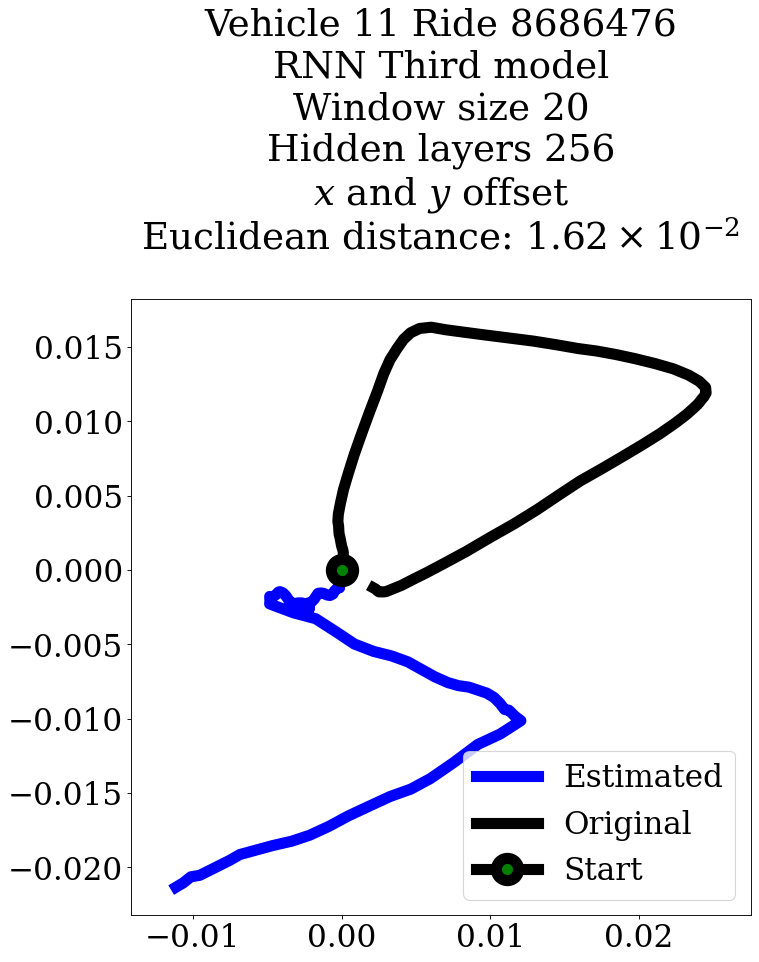 Vehicle 11 Ride 8686476
RNN Third model
Window size 20
Hidden layers 256
x and y offset
Euclidean distance: 1.62 × 10⁻²
0.015
0.010
0.005
0.000
−0.005
−0.010
−0.015
−0.020
Estimated
Original
Start
−0.01 0.00 0.01 0.02